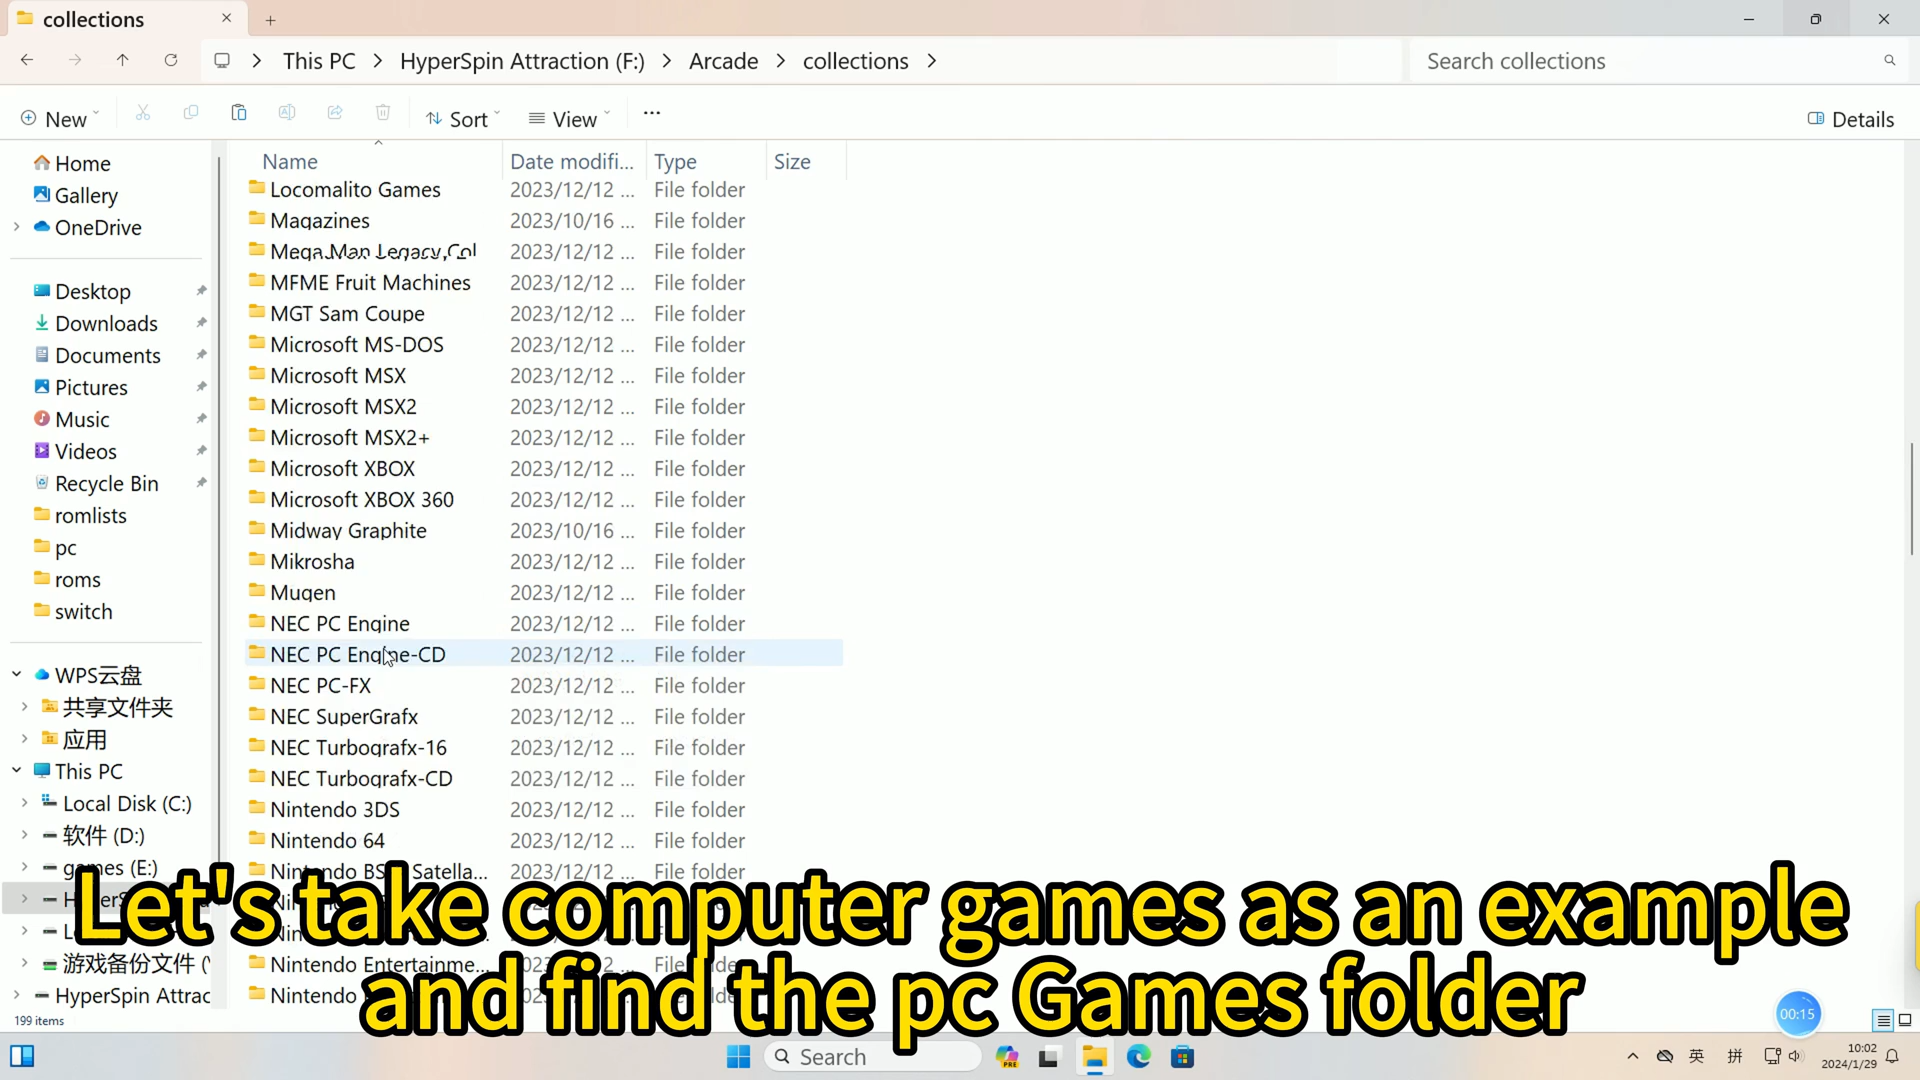 collections
This PC > HyperSpin Attraction (F:) > Arcade > collections >
Search collections
New
Sort
View
...
Details
Home
Gallery
OneDrive
Desktop
Downloads
Documents
Pictures
Music
Videos
Recycle Bin
romlists
pc
roms
switch
WPS云盘
共享文件夹
应用
This PC
Local Disk (C:)
软件 (D:)
games (E:)
游戏备份文件 (
HyperSpin Attrac
Name Date modifi... Type Size
Locomalito Games 2023/12/12 ... File folder
Magazines 2023/10/16 ... File folder
Mega Man Legacy Col 2023/12/12 ... File folder
MFME Fruit Machines 2023/12/12 ... File folder
MGT Sam Coupe 2023/12/12 ... File folder
Microsoft MS-DOS 2023/12/12 ... File folder
Microsoft MSX 2023/12/12 ... File folder
Microsoft MSX2 2023/12/12 ... File folder
Microsoft MSX2+ 2023/12/12 ... File folder
Microsoft XBOX 2023/12/12 ... File folder
Microsoft XBOX 360 2023/12/12 ... File folder
Midway Graphite 2023/10/16 ... File folder
Mikrosha 2023/12/12 ... File folder
Mugen 2023/12/12 ... File folder
NEC PC Engine 2023/12/12 ... File folder
NEC PC Engine-CD 2023/12/12 ... File folder
NEC PC-FX 2023/12/12 ... File folder
NEC SuperGrafx 2023/12/12 ... File folder
NEC Turbografx-16 2023/12/12 ... File folder
NEC Turbografx-CD 2023/12/12 ... File folder
Nintendo 3DS 2023/12/12 ... File folder
Nintendo 64 2023/12/12 ... File folder
Nintendo BS Satella... 2023/12/12 ... File folder
Nintendo Entertainme...
Nintendo
Let's take computer games as an example
and find the pc Games folder
199 items
00:15
Search
PRE
英
拼
10:02
2024/1/29